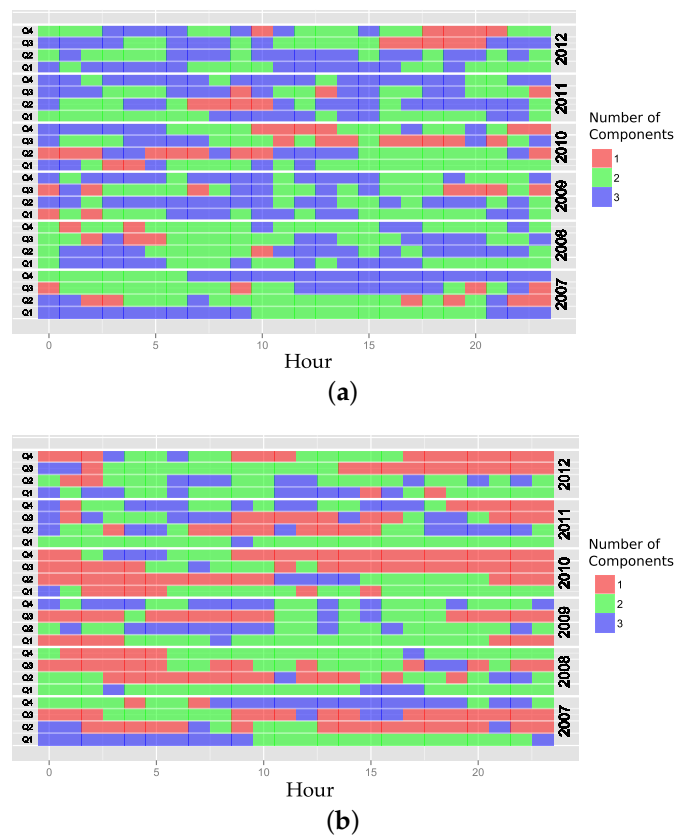 Q4
Q3
Q2
Q1
2012
Q4
Q3
Q2
Q1
2011
Q4
Q3
Q2
Q1
2010
Q4
Q3
Q2
Q1
2009
Q4
Q3
Q2
Q1
2008
Q4
Q3
Q2
Q1
2007
0 5 10 15 20
Hour
Number of
Components
1
2
3
(a)
Q4
Q3
Q2
Q1
2012
Q4
Q3
Q2
Q1
2011
Q4
Q3
Q2
Q1
2010
Q4
Q3
Q2
Q1
2009
Q4
Q3
Q2
Q1
2008
Q4
Q3
Q2
Q1
2007
0 5 10 15 20
Hour
Number of
Components
1
2
3
(b)